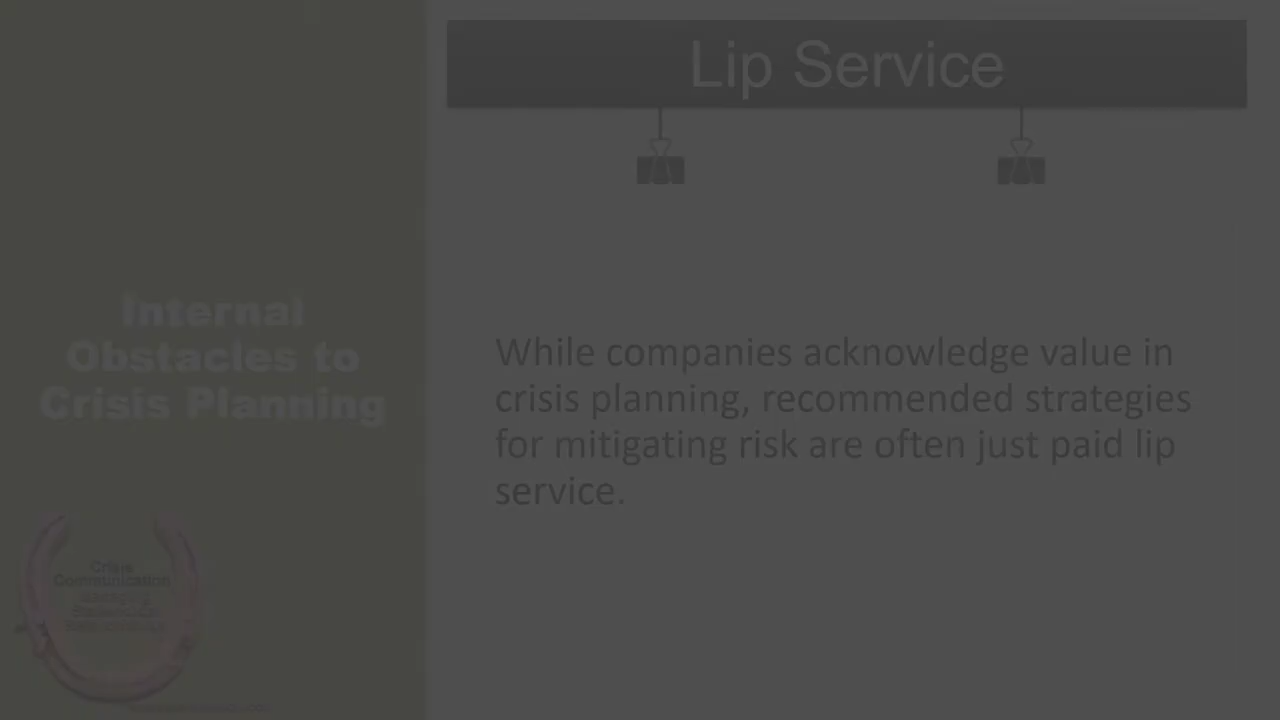 Lip Service
Internal
Obstacles to
Crisis Planning
While companies acknowledge value in
crisis planning, recommended strategies
for mitigating risk are often just paid lip
service.
Crisis
Communication